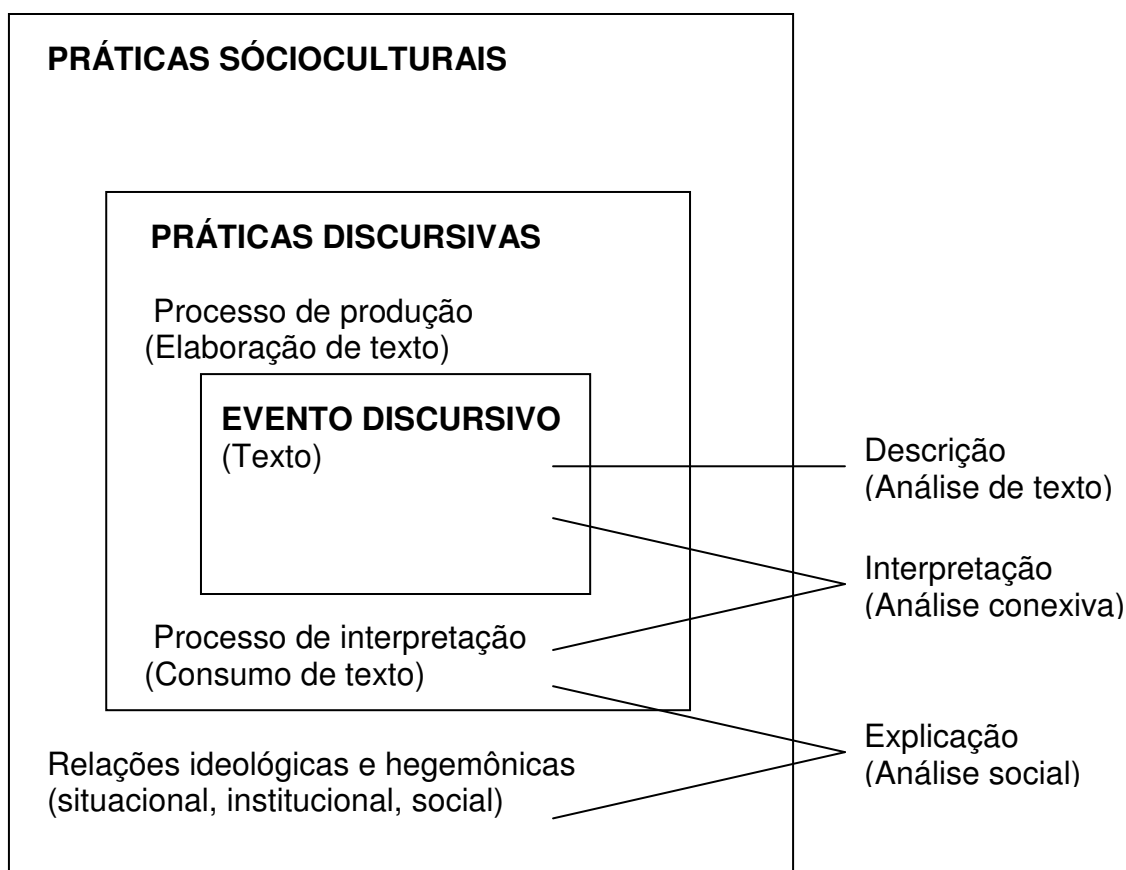 PRÁTICAS SÓCIOCULTURAIS
PRÁTICAS DISCURSIVAS
Processo de produção
(Elaboração de texto)
EVENTO DISCURSIVO
(Texto)
Descrição
(Análise de texto)
Interpretação
(Análise conexiva)
Processo de interpretação
(Consumo de texto)
Explicação
(Análise social)
Relações ideológicas e hegemônicas
(situacional, institucional, social)